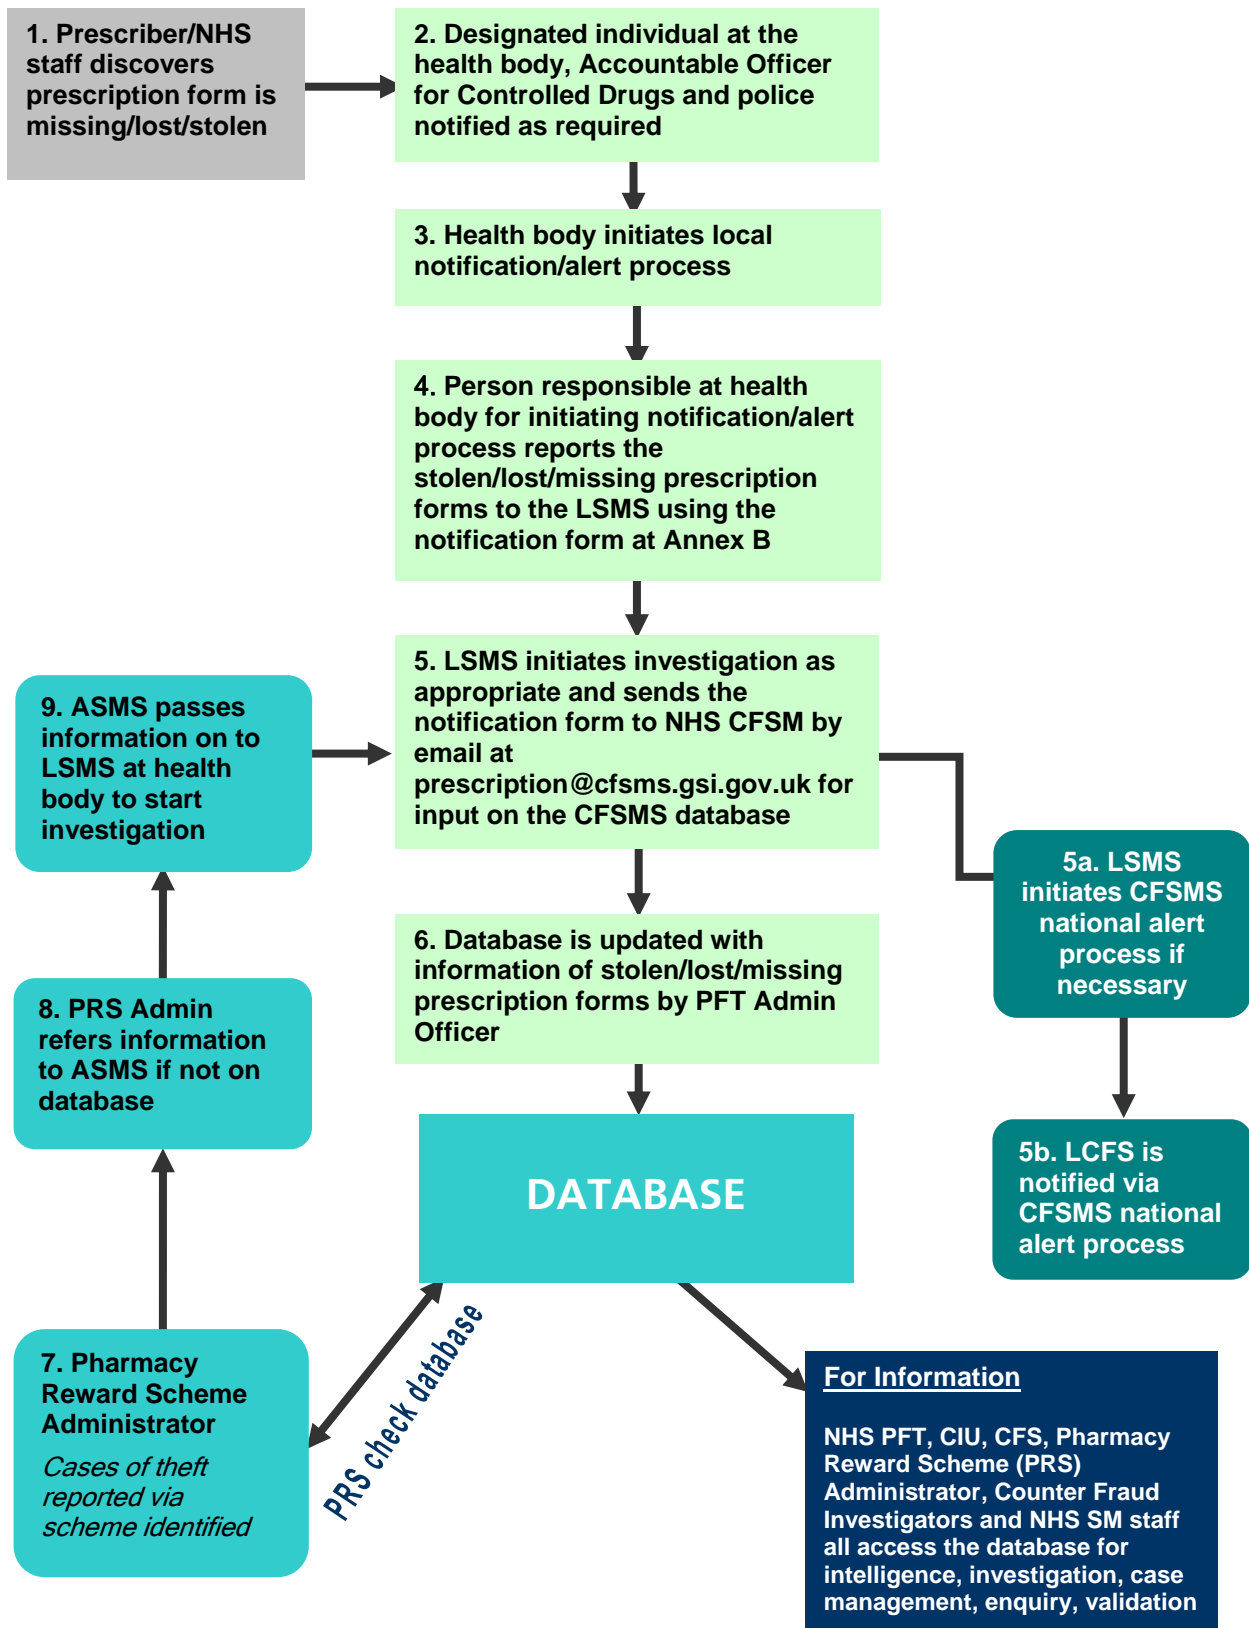 1. Prescriber/NHS
staff discovers
prescription form is
missing/lost/stolen
2. Designated individual at the
health body, Accountable Officer
for Controlled Drugs and police
notified as required
3. Health body initiates local
notification/alert process
4. Person responsible at health
body for initiating notification/alert
process reports the
stolen/lost/missing prescription
forms to the LSMS using the
notification form at Annex B
5. LSMS initiates investigation as
appropriate and sends the
notification form to NHS CFSM by
email at
prescription@cfsms.gsi.gov.uk for
input on the CFSMS database
5a. LSMS
initiates CFSMS
national alert
process if
necessary
5b. LCFS is
notified via
CFSMS national
alert process
6. Database is updated with
information of stolen/lost/missing
prescription forms by PFT Admin
Officer
DATABASE
PRS check database
7. Pharmacy
Reward Scheme
Administrator
Cases of theft
reported via
scheme identified
8. PRS Admin
refers information
to ASMS if not on
database
9. ASMS passes
information on to
LSMS at health
body to start
investigation
For Information
NHS PFT, CIU, CFS, Pharmacy
Reward Scheme (PRS)
Administrator, Counter Fraud
Investigators and NHS SM staff
all access the database for
intelligence, investigation, case
management, enquiry, validation